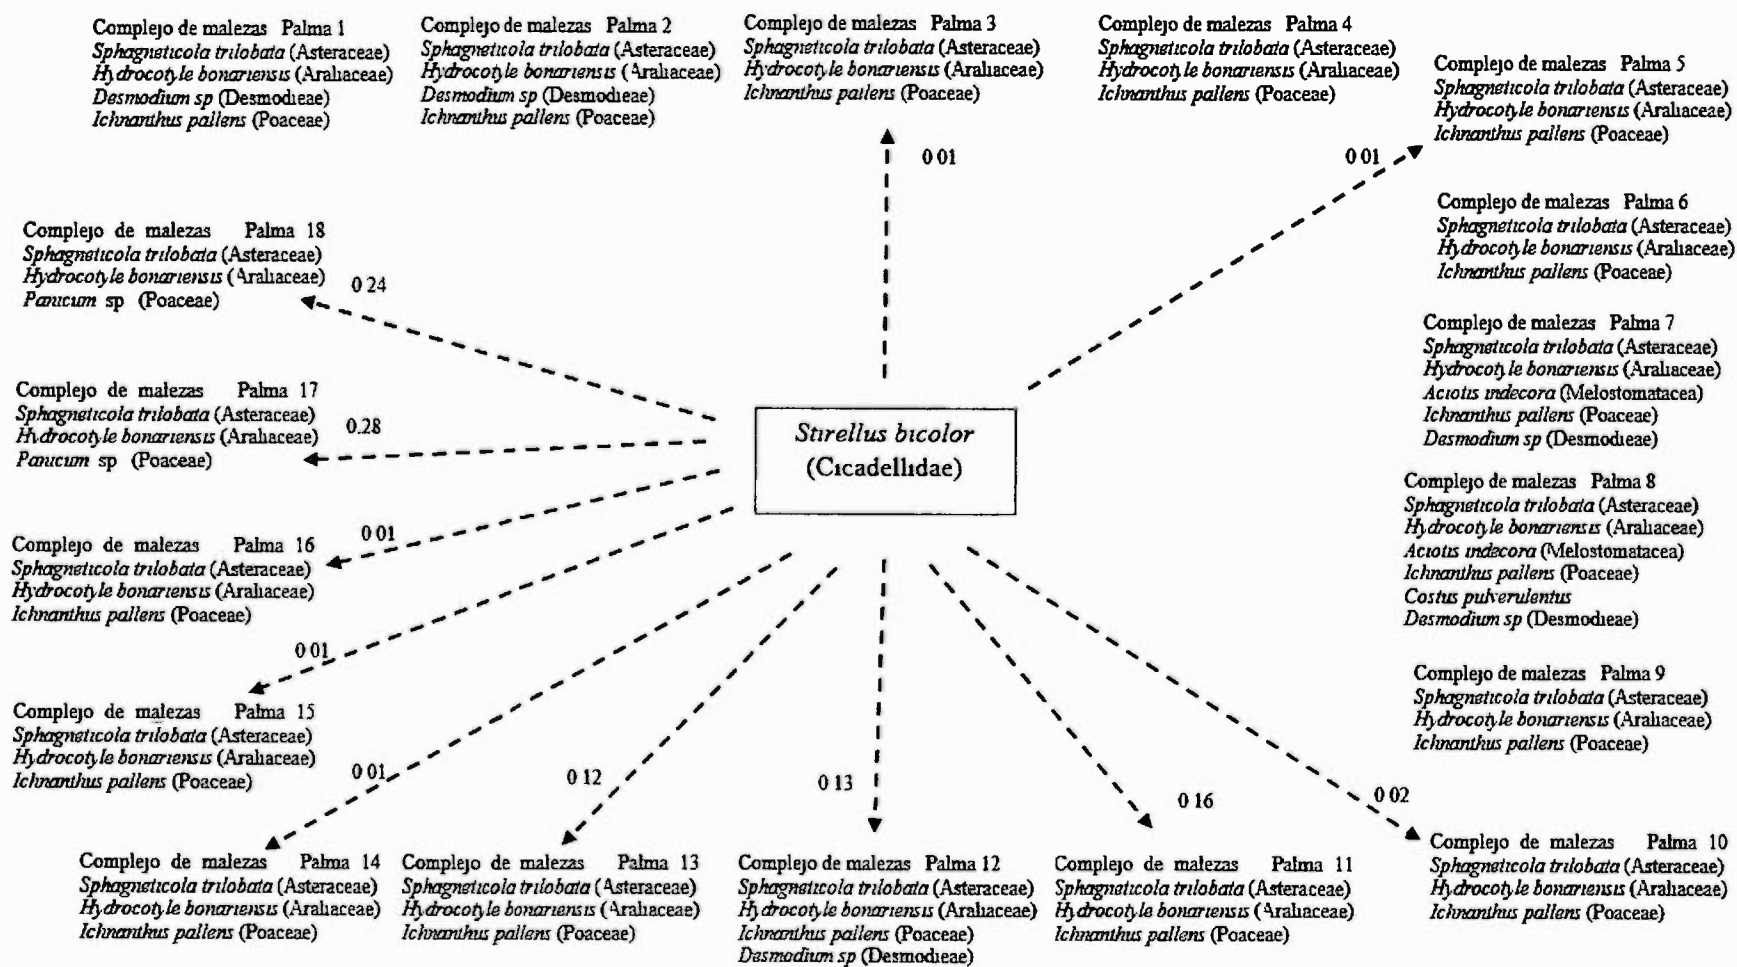 Complejo de malezas Palma 1
Sphagneticola trilobata (Asteraceae)
Hydrocotyle bonariensis (Araliaceae)
Desmodium sp (Desmodieae)
Ichnanthus pallens (Poaceae)
Complejo de malezas Palma 2
Sphagneticola trilobata (Asteraceae)
Hydrocotyle bonariensis (Araliaceae)
Desmodium sp (Desmodieae)
Ichnanthus pallens (Poaceae)
Complejo de malezas Palma 3
Sphagneticola trilobata (Asteraceae)
Hydrocotyle bonariensis (Araliaceae)
Ichnanthus pallens (Poaceae)
Complejo de malezas Palma 4
Sphagneticola trilobata (Asteraceae)
Hydrocotyle bonariensis (Araliaceae)
Ichnanthus pallens (Poaceae)
Complejo de malezas Palma 5
Sphagneticola trilobata (Asteraceae)
Hydrocotyle bonariensis (Araliaceae)
Ichnanthus pallens (Poaceae)
0 01
0 01
Complejo de malezas Palma 6
Sphagneticola trilobata (Asteraceae)
Hydrocotyle bonariensis (Araliaceae)
Ichnanthus pallens (Poaceae)
Complejo de malezas Palma 18
Sphagneticola trilobata (Asteraceae)
Hydrocotyle bonariensis (Araliaceae)
Panicum sp (Poaceae)
0 24
Complejo de malezas Palma 7
Sphagneticola trilobata (Asteraceae)
Hydrocotyle bonariensis (Araliaceae)
Aciotis indecora (Melostomatacea)
Ichnanthus pallens (Poaceae)
Desmodium sp (Desmodieae)
Complejo de malezas Palma 17
Sphagneticola trilobata (Asteraceae)
Hydrocotyle bonariensis (Araliaceae)
Panicum sp (Poaceae)
0.28
Stirellus bicolor
(Cicadellidae)
Complejo de malezas Palma 8
Sphagneticola trilobata (Asteraceae)
Hydrocotyle bonariensis (Araliaceae)
Aciotis indecora (Melostomatacea)
Ichnanthus pallens (Poaceae)
Costus pulverulentus
Desmodium sp (Desmodieae)
Complejo de malezas Palma 16
Sphagneticola trilobata (Asteraceae)
Hydrocotyle bonariensis (Araliaceae)
Ichnanthus pallens (Poaceae)
0 01
Complejo de malezas Palma 9
Sphagneticola trilobata (Asteraceae)
Hydrocotyle bonariensis (Araliaceae)
Ichnanthus pallens (Poaceae)
0 01
Complejo de malezas Palma 15
Sphagneticola trilobata (Asteraceae)
Hydrocotyle bonariensis (Araliaceae)
Ichnanthus pallens (Poaceae)
0 01
0 12
0 13
0 16
0 02
Complejo de malezas Palma 14
Sphagneticola trilobata (Asteraceae)
Hydrocotyle bonariensis (Araliaceae)
Ichnanthus pallens (Poaceae)
Complejo de malezas Palma 13
Sphagneticola trilobata (Asteraceae)
Hydrocotyle bonariensis (Araliaceae)
Ichnanthus pallens (Poaceae)
Complejo de malezas Palma 12
Sphagneticola trilobata (Asteraceae)
Hydrocotyle bonariensis (Araliaceae)
Ichnanthus pallens (Poaceae)
Desmodium sp (Desmodieae)
Complejo de malezas Palma 11
Sphagneticola trilobata (Asteraceae)
Hydrocotyle bonariensis (Araliaceae)
Ichnanthus pallens (Poaceae)
Complejo de malezas Palma 10
Sphagneticola trilobata (Asteraceae)
Hydrocotyle bonariensis (Araliaceae)
Ichnanthus pallens (Poaceae)